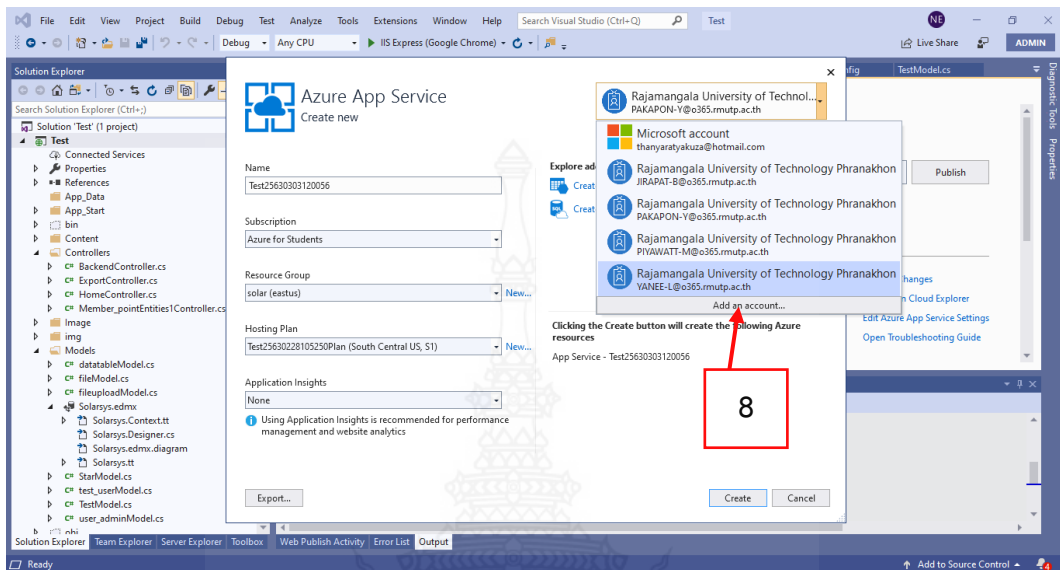 File Edit View Project Build Debug Test Analyze Tools Extensions Window Help Search Visual Studio (Ctrl+Q) Test NE
Debug Any CPU IIS Express (Google Chrome) Live Share ADMIN
Solution Explorer
Search Solution Explorer (Ctrl+;)
Solution 'Test' (1 project)
Test
Connected Services
Properties
References
App_Data
App_Start
bin
Content
Controllers
BackendController.cs
ExportController.cs
HomeController.cs
Member_pointEntities1Controller.cs
Image
img
Models
datatableModel.cs
fileModel.cs
fileuploadModel.cs
Solarsys.edmx
Solarsys.Context.tt
Solarsys.Designer.cs
Solarsys.edmx.diagram
Solarsys.tt
StarModel.cs
test_userModel.cs
TestModel.cs
user_adminModel.cs
obj
Azure App Service
Create new
Name
Test25630303120056
Subscription
Azure for Students
Resource Group
solar (eastus) New...
Hosting Plan
Test25630228105250Plan (South Central US, S1) New...
Application Insights
None
Using Application Insights is recommended for performance
management and website analytics
Export...
Rajamangala University of Technol...
PAKAPON-Y@o365.rmutp.ac.th
Microsoft account
thanyaratyakuza@hotmail.com
Rajamangala University of Technology Phranakhon
JIRAPAT-B@o365.rmutp.ac.th
Rajamangala University of Technology Phranakhon
PAKAPON-Y@o365.rmutp.ac.th
Rajamangala University of Technology Phranakhon
PIYAWATT-M@o365.rmutp.ac.th
Rajamangala University of Technology Phranakhon
YANEE-L@o365.rmutp.ac.th
Add an account...
Explore ad
Creat
Creat
Clicking the Create button will create the following Azure
resources
App Service - Test25630303120056
8
Create Cancel
nfig TestModel.cs
Publish
hanges
n Cloud Explorer
Edit Azure App Service Settings
Open Troubleshooting Guide
Diagnostic Tools
Properties
Solution Explorer Team Explorer Server Explorer Toolbox Web Publish Activity Error List Output
Ready Add to Source Control 4